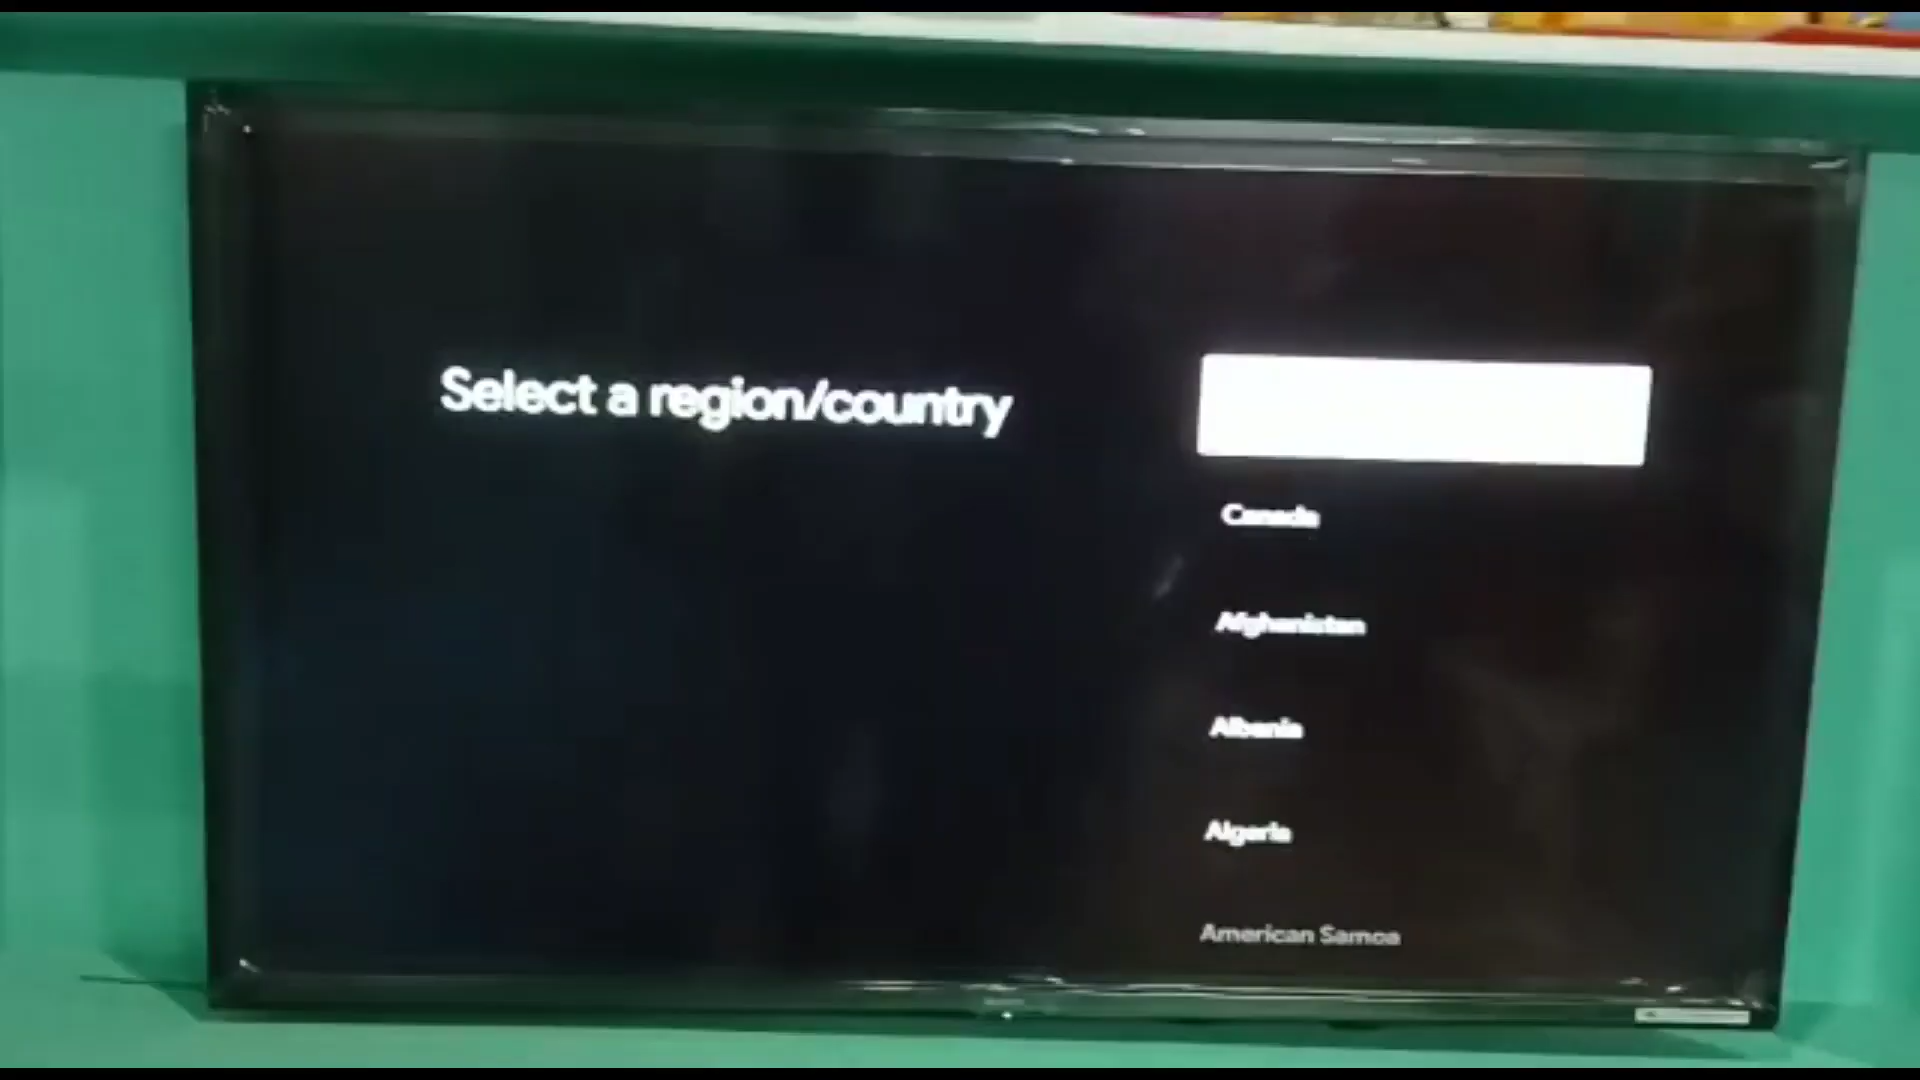 Select a region/country
Canada
Afghanistan
Albania
Algeria
American Samoa